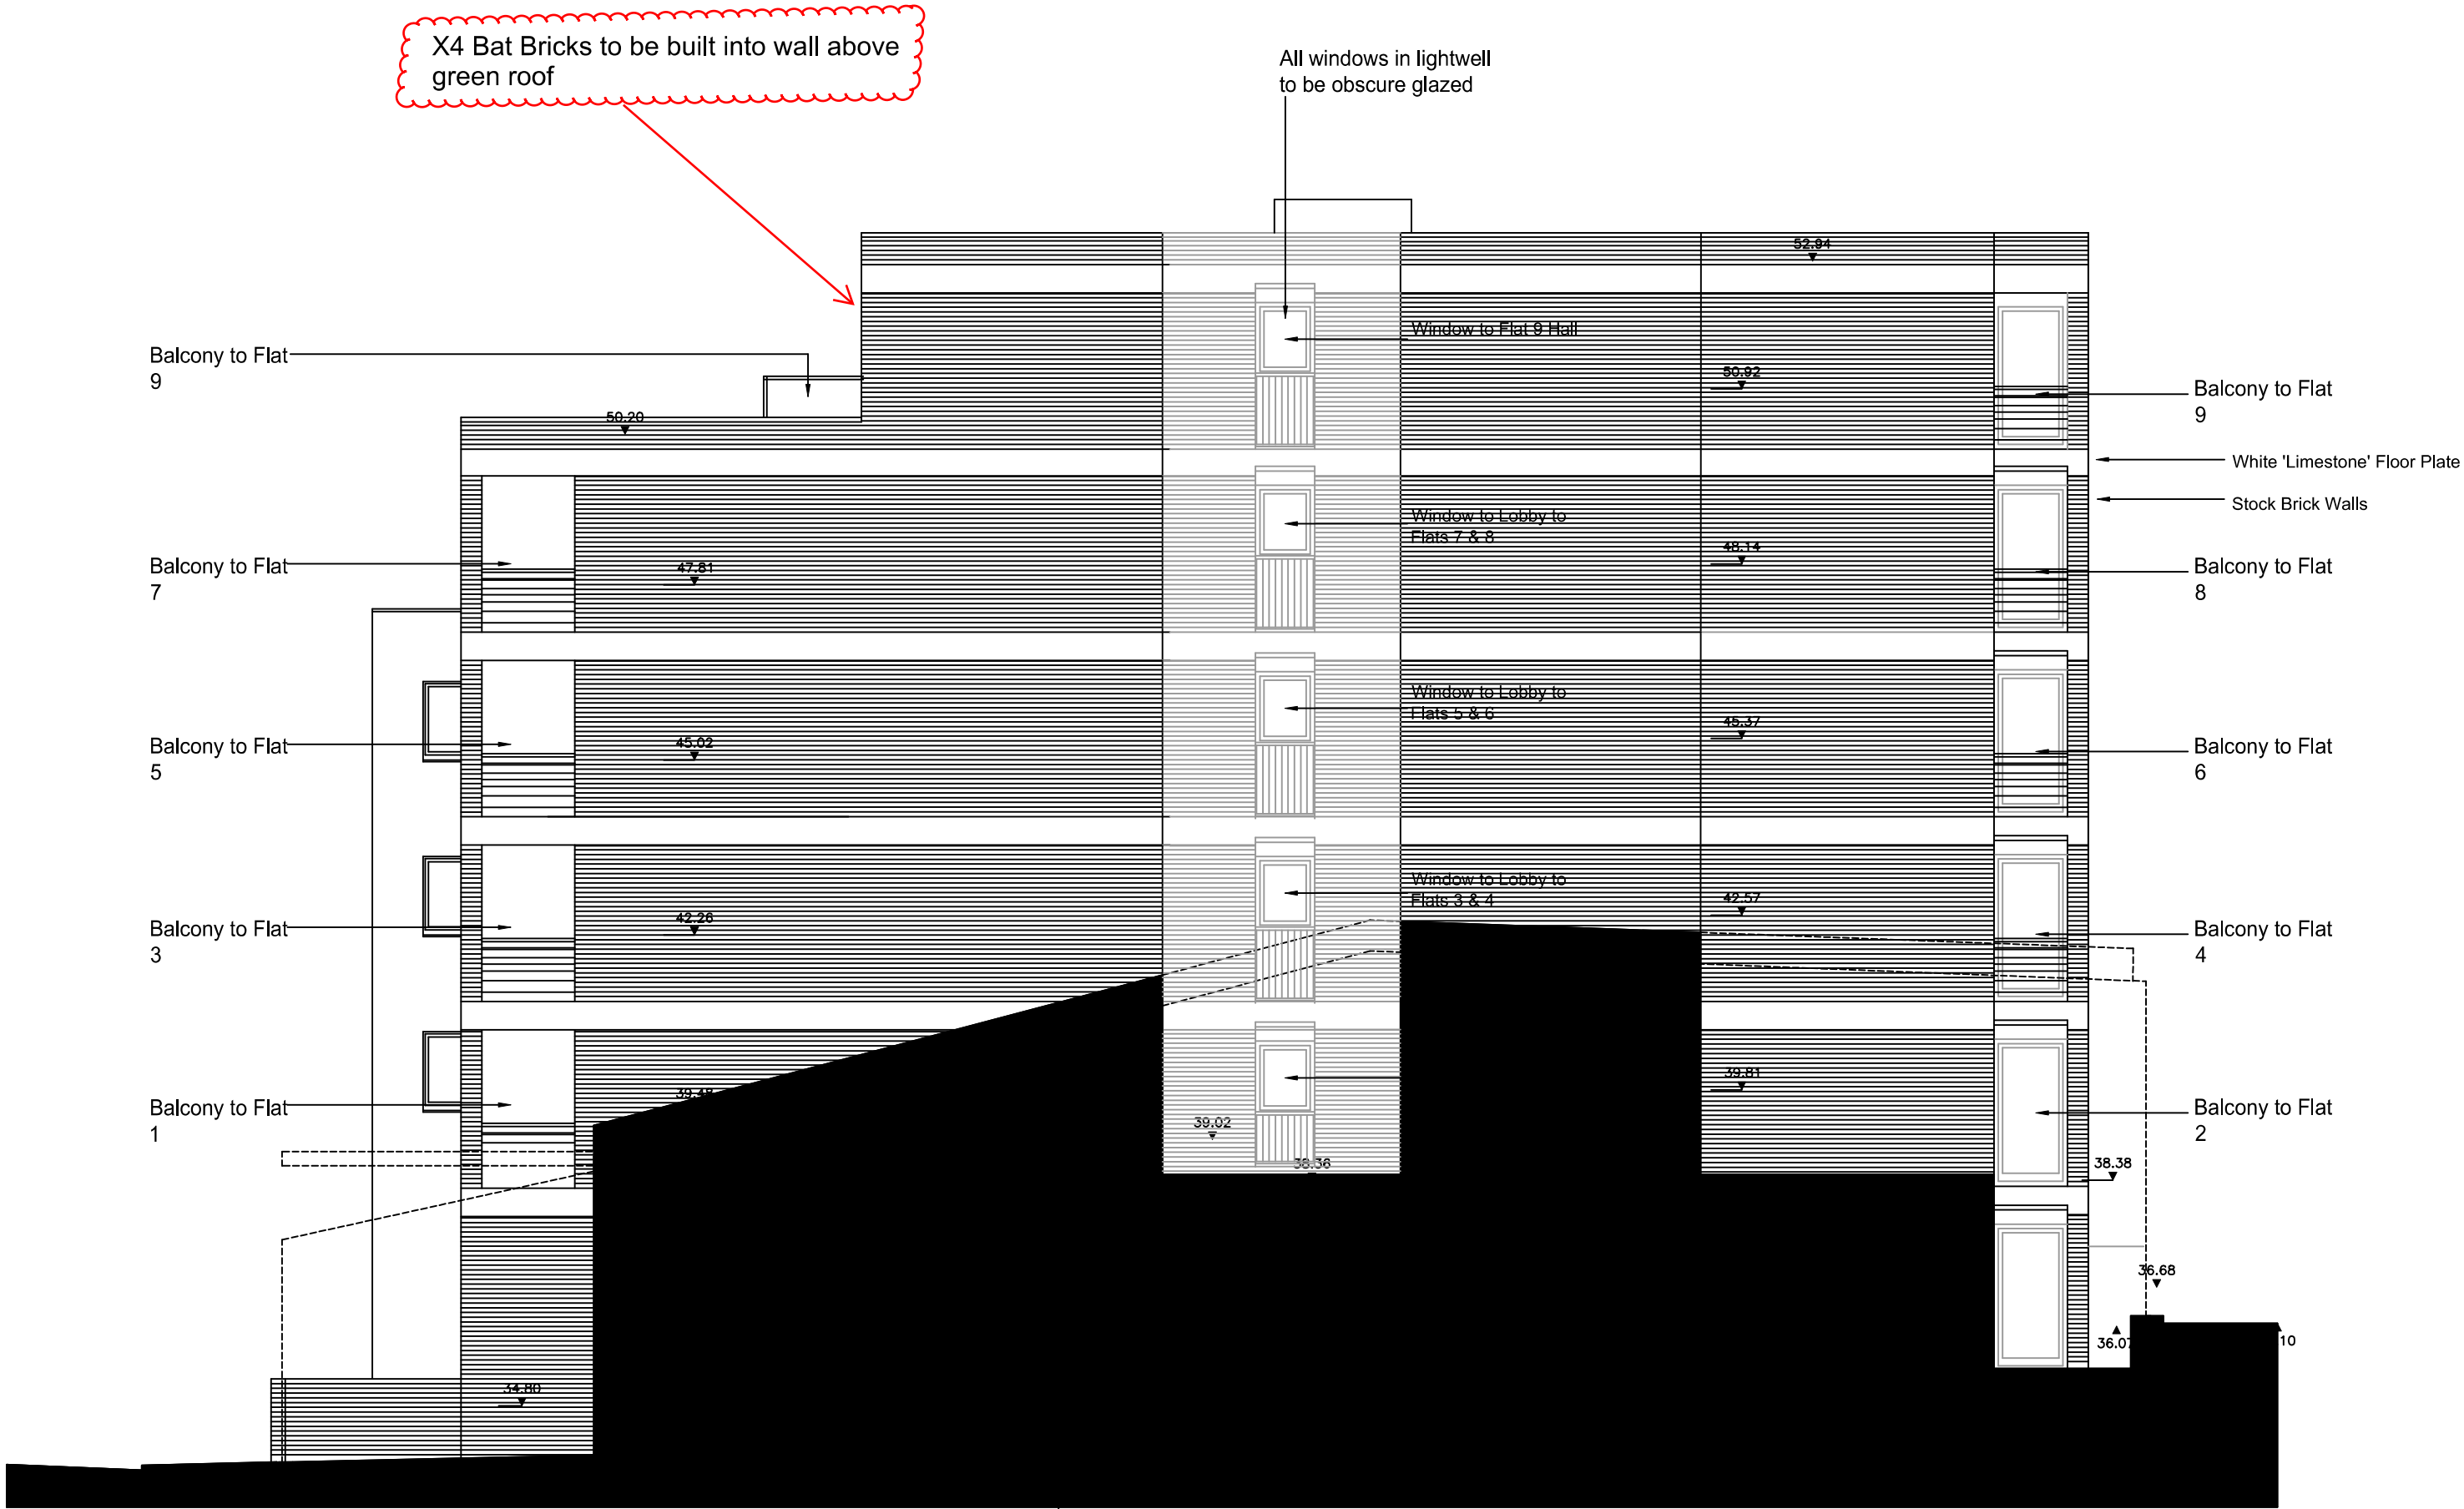 X4 Bat Bricks to be built into wall above
green roof
All windows in lightwell
to be obscure glazed
52.94
Window to Flat 9 Hall
Balcony to Flat
9
50.92
Balcony to Flat
9
50.20
White 'Limestone' Floor Plate
Stock Brick Walls
Window to Lobby to
Flats 7 & 8
48.14
Balcony to Flat
7
47.81
Balcony to Flat
8
Window to Lobby to
Flats 5 & 6
45.37
Balcony to Flat
5
45.02
Balcony to Flat
6
Window to Lobby to
Flats 3 & 4
42.57
Balcony to Flat
3
42.26
Balcony to Flat
4
39.81
39.48
Balcony to Flat
1
39.02
Balcony to Flat
2
38.36
38.38
36.68
36.07
10
34.80